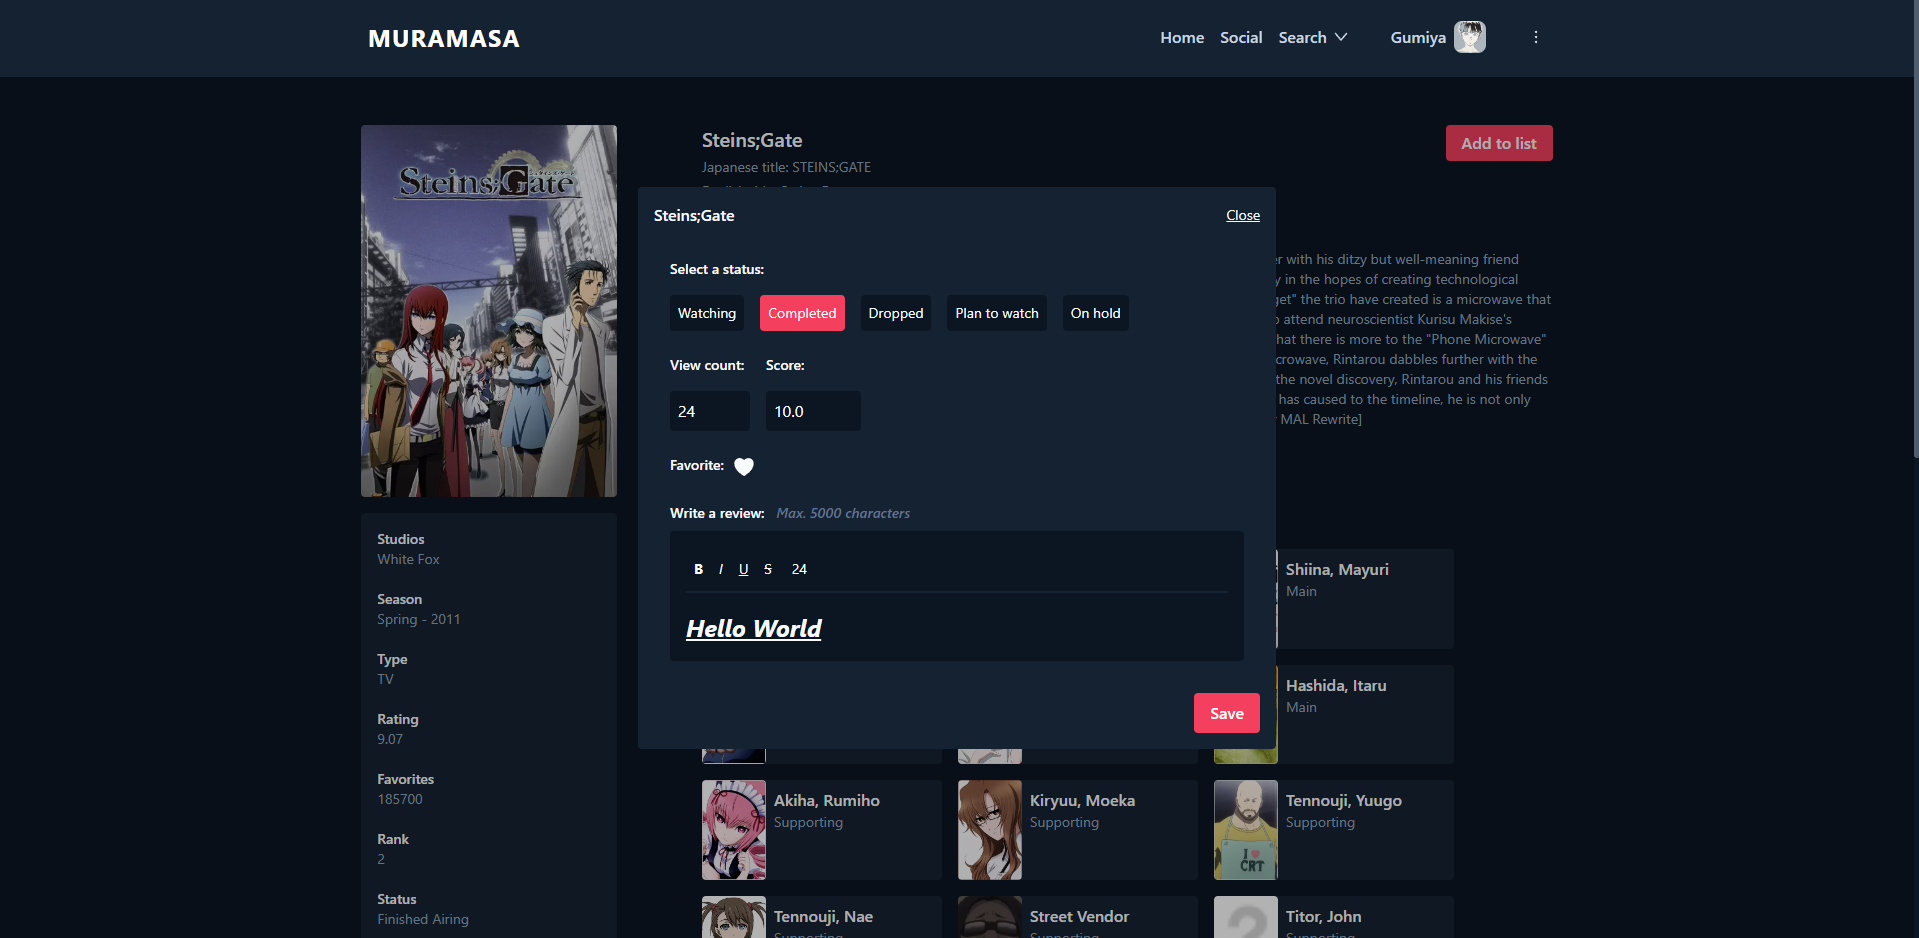 MURAMASA
Home Social Search Gumiya
Steins;Gate
Steins;Gate
Japanese title: STEINS;GATE
Add to list
Steins;Gate
Close
Select a status:
Watching Completed Dropped Plan to watch On hold
View count: Score:
24 10.0
Favorite:
Write a review: Max. 5000 characters
B I U S 24
Hello World
Save
with his ditzy but well-meaning friend
in the hopes of creating technological
the trio have created is a microwave that
attend neuroscientist Kurisu Makise's
that there is more to the "Phone Microwave"
Rintarou dabbles further with the
the novel discovery, Rintarou and his friends
has caused to the timeline, he is not only
MAL Rewrite]
Studios
White Fox
Season
Spring - 2011
Type
TV
Rating
9.07
Favorites
185700
Rank
2
Status
Finished Airing
Shiina, Mayuri
Main
Hashida, Itaru
Main
Akiha, Rumiho
Supporting
Kiryuu, Moeka
Supporting
Tennouji, Yuugo
Supporting
I ♥
CRT
Tennouji, Nae
Supporting
Street Vendor
Supporting
Titor, John
Supporting